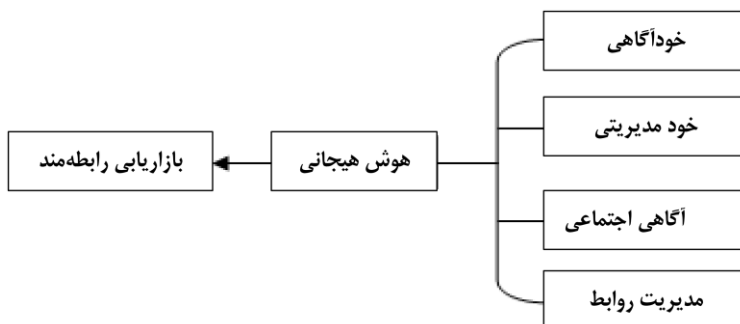 خودآگاهی
خود مدیریتی
هوش هیجانی
بازاریابی رابطه‌مند
آگاهی اجتماعی
مدیریت روابط